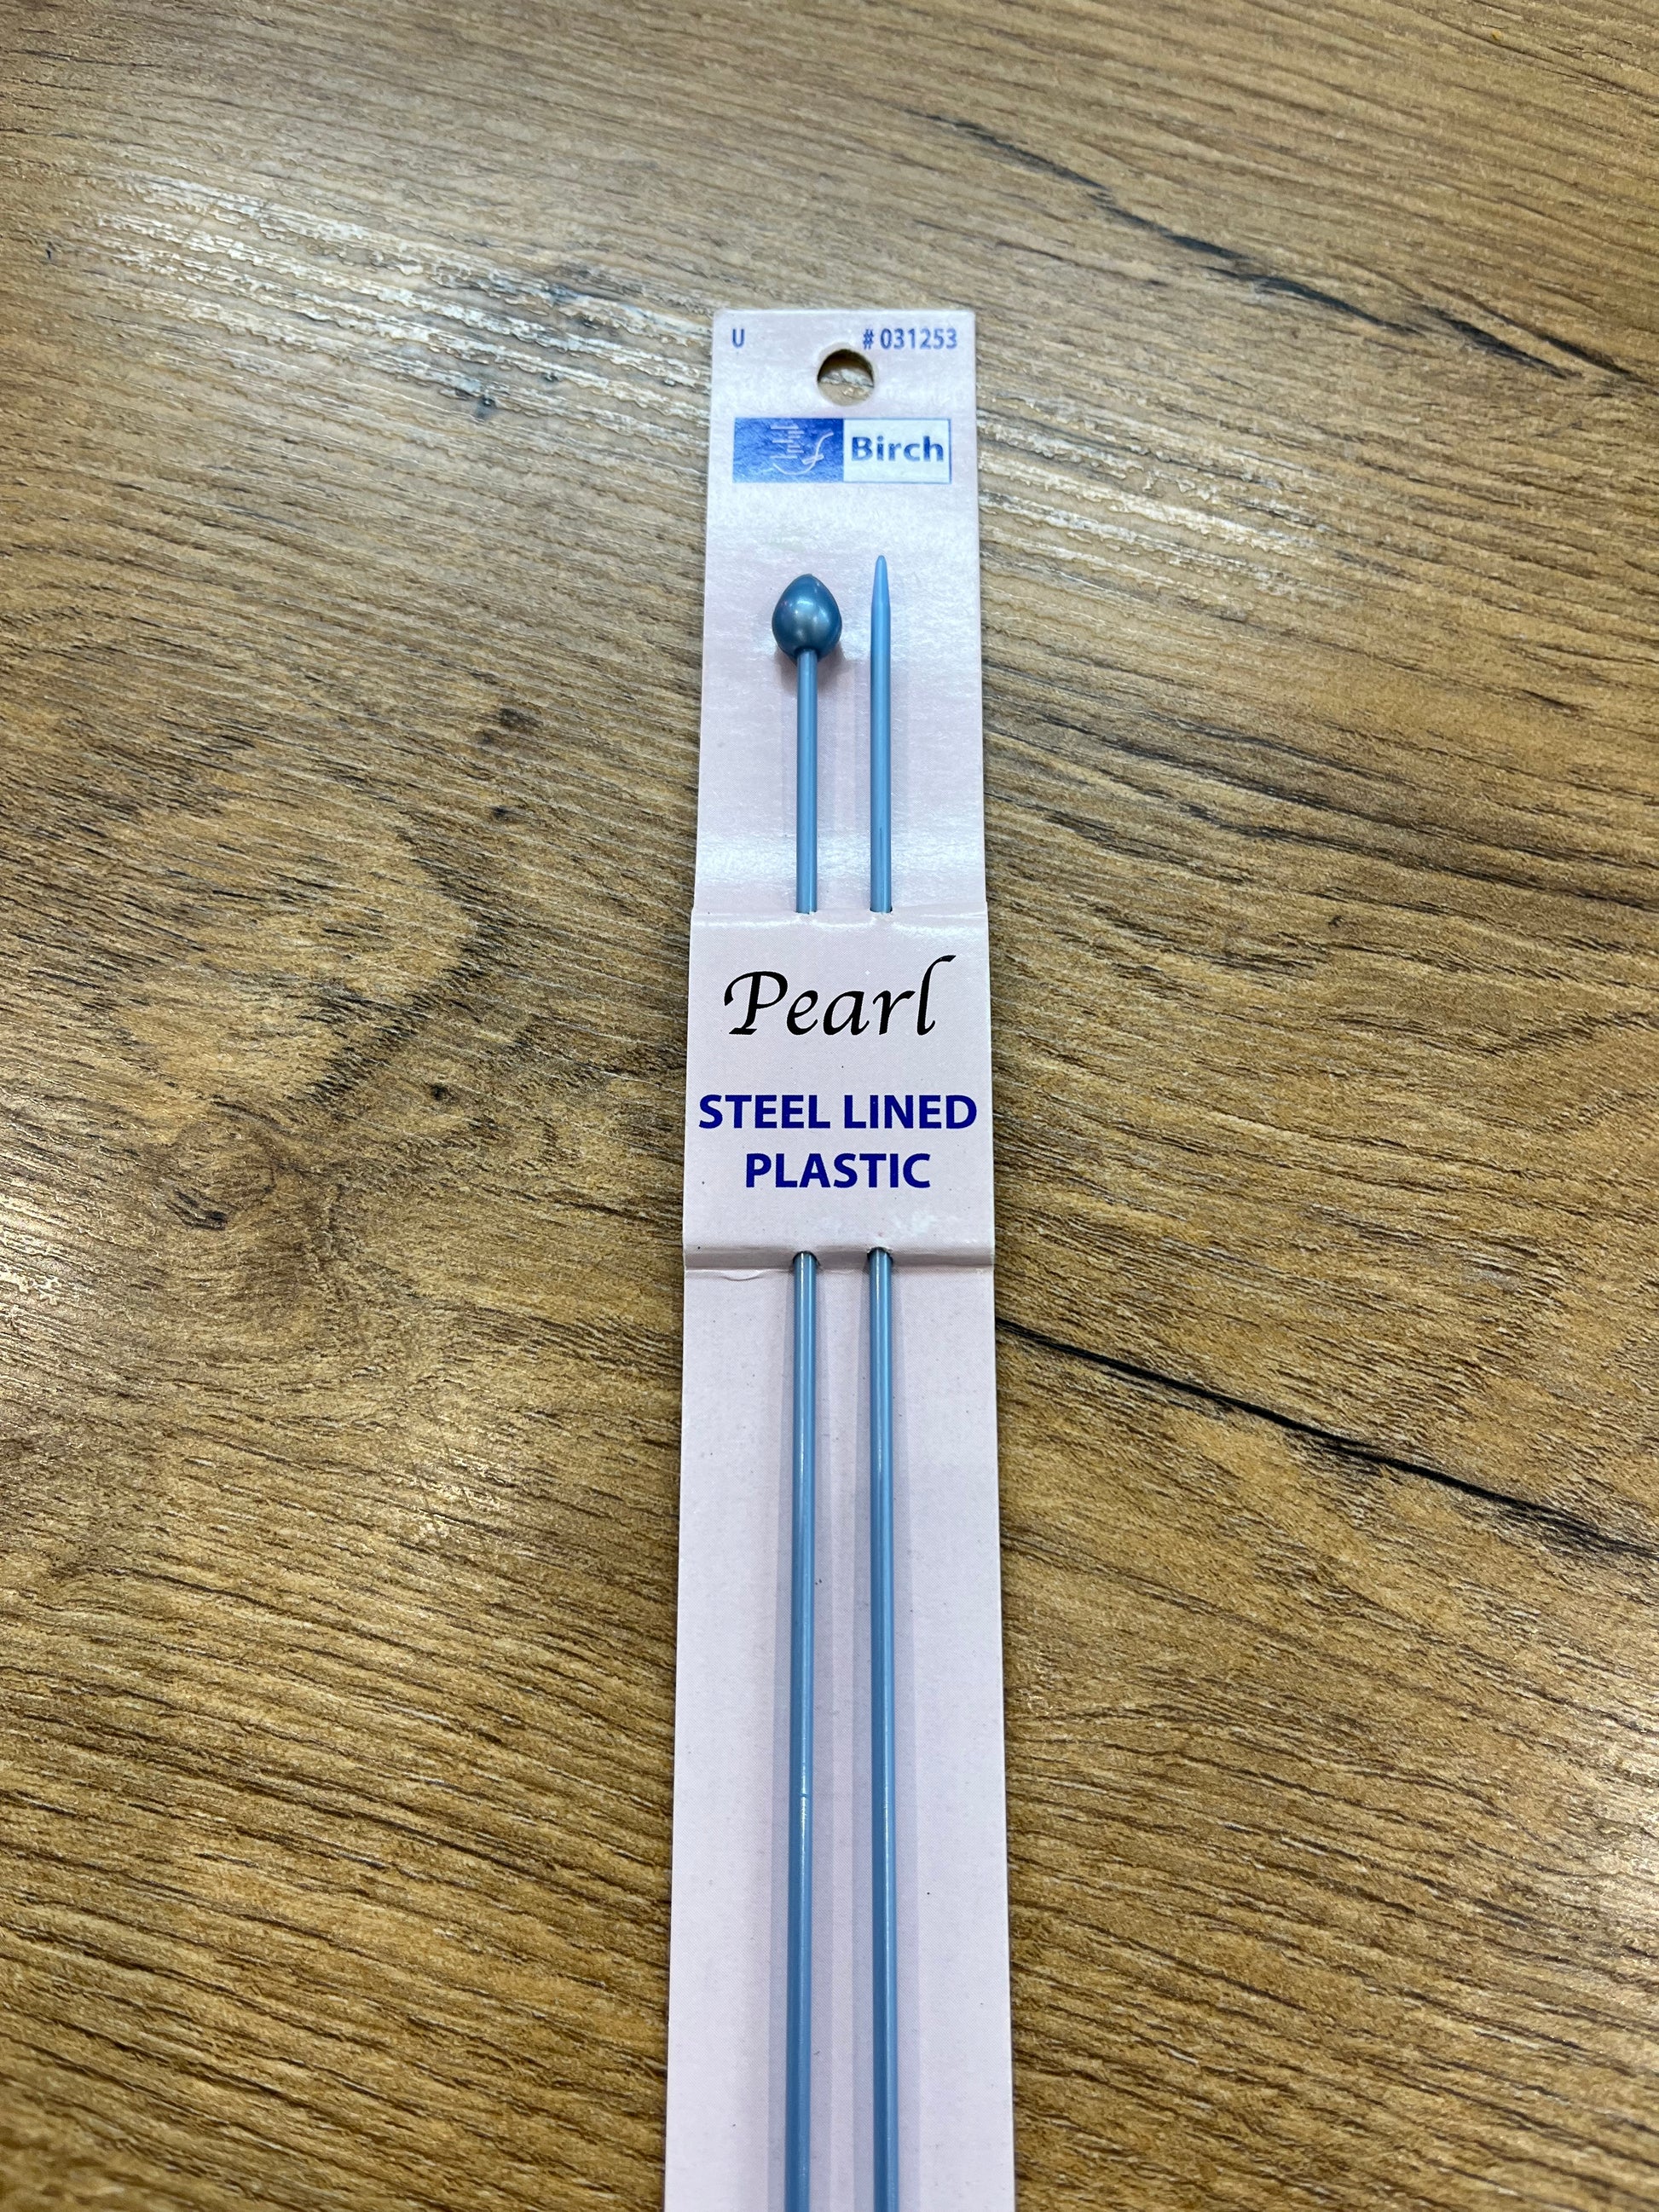 U # 031253
Birch
Pearl
STEEL LINED
PLASTIC